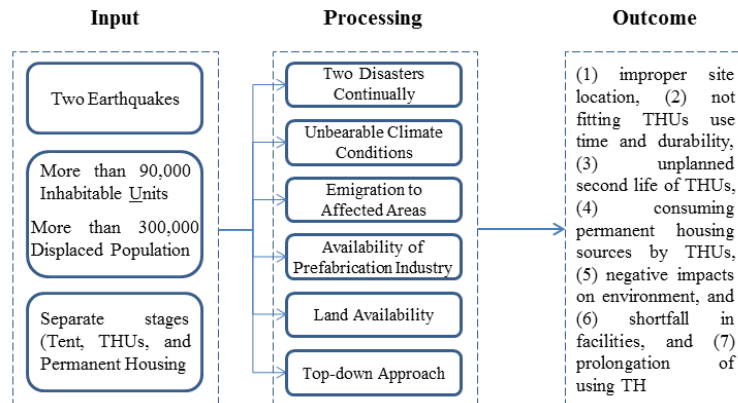 Input
Two Earthquakes
More than 90,000
Inhabitable Units
More than 300,000
Displaced Population
Separate stages
(Tent, THUs, and
Permanent Housing
Processing
Two Disasters
Continually
Unbearable Climate
Conditions
Emigration to
Affected Areas
Availability of
Prefabrication Industry
Land Availability
Top-down Approach
Outcome
(1) improper site
location, (2) not
fitting THUs use
time and durability,
(3) unplanned
second life of THUs,
(4) consuming
permanent housing
sources by THUs,
(5) negative impacts
on environment, and
(6) shortfall in
facilities, and (7)
prolongation of
using TH